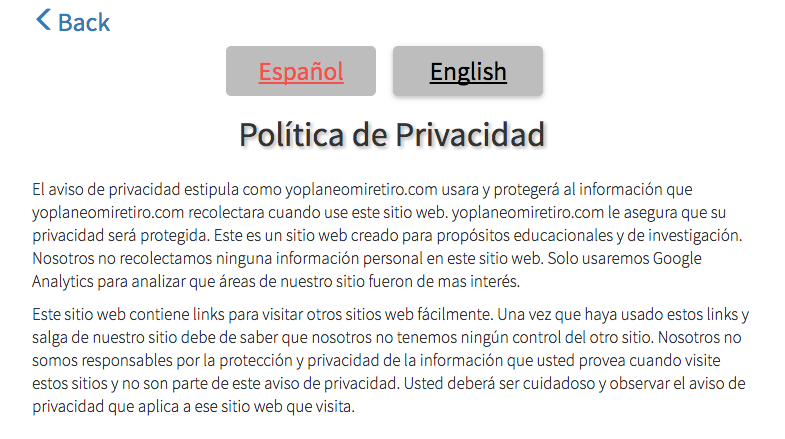 Back
Español English
Política de Privacidad
El aviso de privacidad estipula como yoplaneomiretiro.com usara y protegerá al información que
yoplaneomiretiro.com recolectara cuando use este sitio web. yoplaneomiretiro.com le asegura que su
privacidad será protegida. Este es un sitio web creado para propósitos educacionales y de investigación.
Nosotros no recolectamos ninguna información personal en este sitio web. Solo usaremos Google
Analytics para analizar que áreas de nuestro sitio fueron de mas interés.
Este sitio web contiene links para visitar otros sitios web fácilmente. Una vez que haya usado estos links y
salga de nuestro sitio debe de saber que nosotros no tenemos ningún control del otro sitio. Nosotros no
somos responsables por la protección y privacidad de la información que usted provea cuando visite
estos sitios y no son parte de este aviso de privacidad. Usted deberá ser cuidadoso y observar el aviso de
privacidad que aplica a ese sitio web que visita.